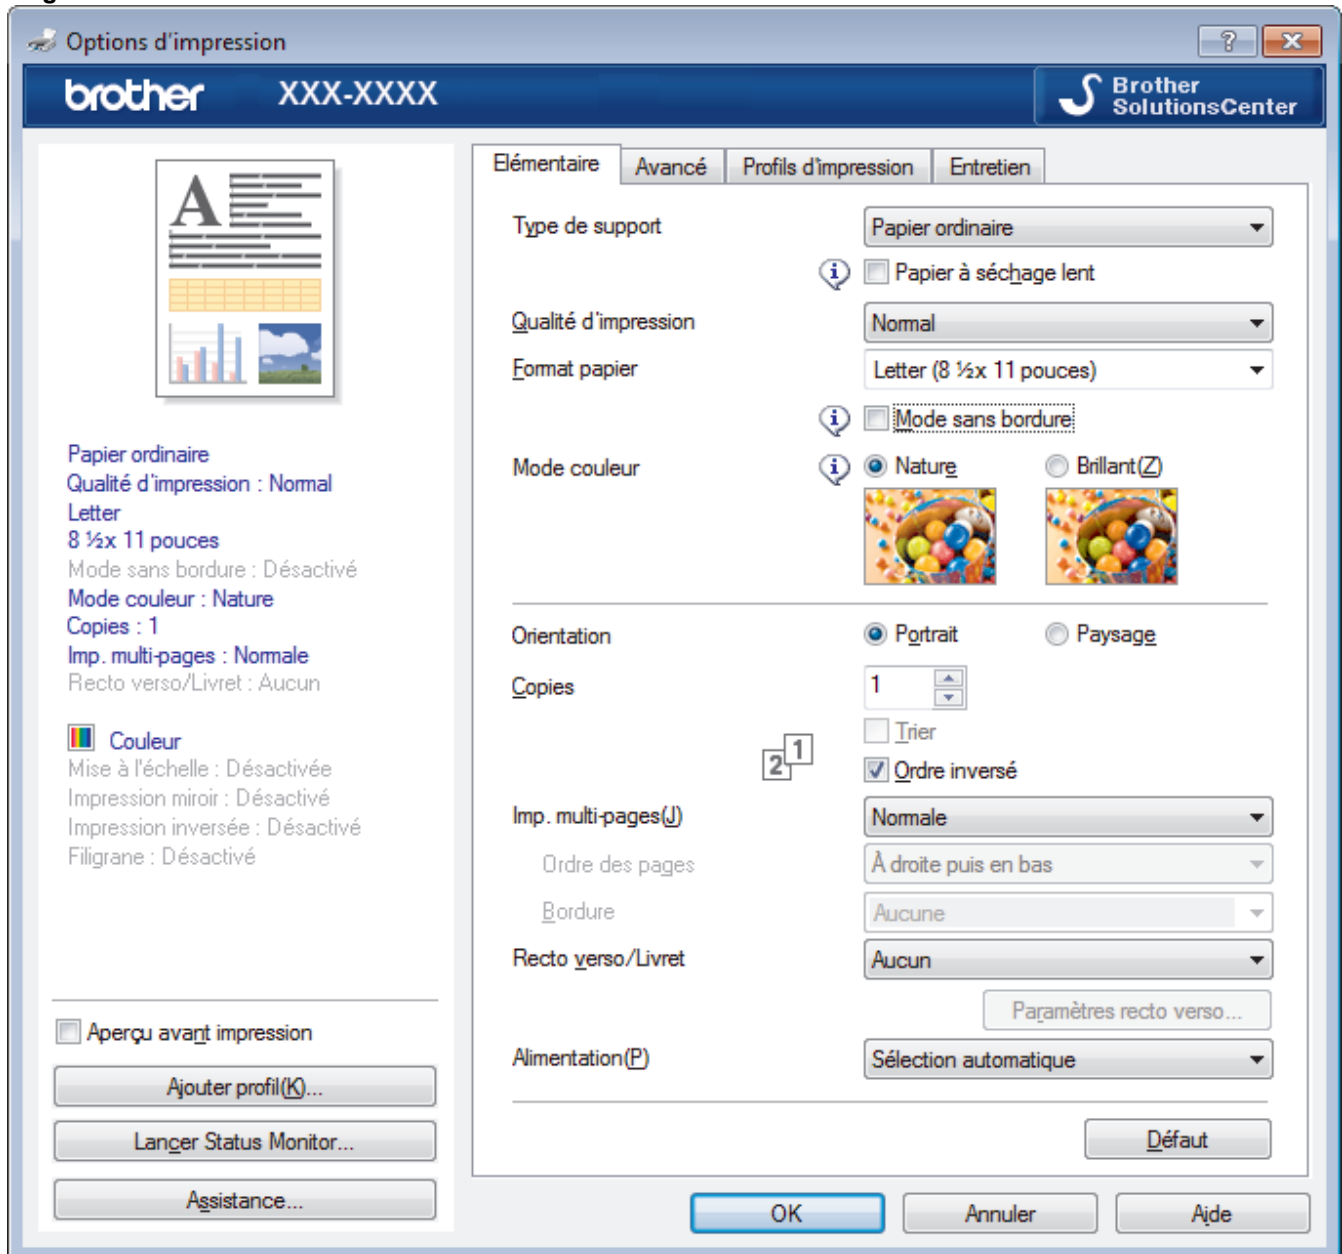 Options d'impression
brother XXX-XXXX
Brother
SolutionsCenter
A
Papier ordinaire
Qualité d'impression : Normal
Letter
8 ½x 11 pouces
Mode sans bordure : Désactivé
Mode couleur : Nature
Copies : 1
Imp. multi-pages : Normale
Recto verso/Livret : Aucun
Couleur
Mise à l'échelle : Désactivée
Impression miroir : Désactivé
Impression inversée : Désactivé
Filigrane : Désactivé
Aperçu avant impression
Ajouter profil(K)...
Lancer Status Monitor...
Assistance...
Elémentaire Avancé Profils d'impression Entretien
Type de support Papier ordinaire
Papier à séchage lent
Qualité d'impression Normal
Format papier Letter (8 ½x 11 pouces)
Mode sans bordure
Mode couleur Nature Brillant(Z)
Orientation Portrait Paysage
Copies 1
Trier
2 1
Ordre inversé
Imp. multi-pages(J) Normale
Ordre des pages À droite puis en bas
Bordure Aucune
Recto verso/Livret Aucun
Paramètres recto verso...
Alimentation(P) Sélection automatique
Défaut
OK Annuler Aide